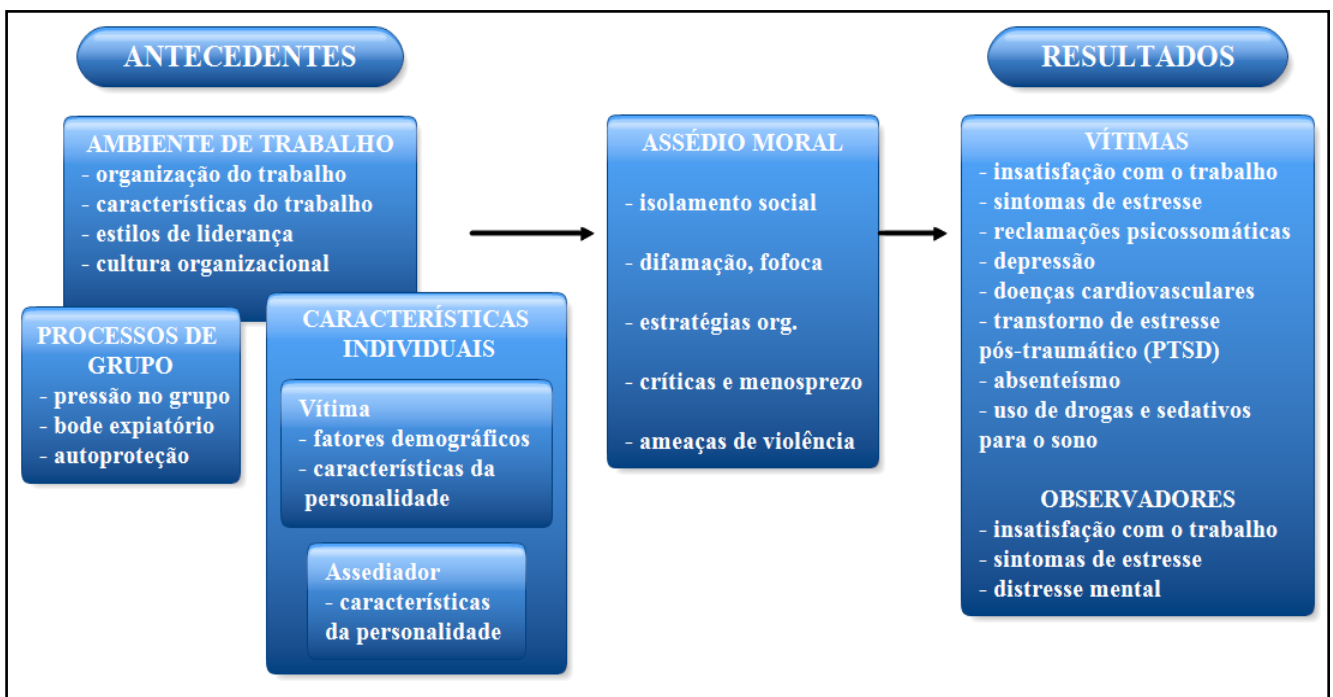 ANTECEDENTES
AMBIENTE DE TRABALHO
- organização do trabalho
- características do trabalho
- estilos de liderança
- cultura organizacional
PROCESSOS DE
GRUPO
- pressão no grupo
- bode expiatório
- autoproteção
CARACTERÍSTICAS
INDIVIDUAIS
Vítima
- fatores demográficos
- características da
personalidade
Assediador
- características
da personalidade
ASSÉDIO MORAL
- isolamento social
- difamação, fofoca
- estratégias org.
- críticas e menosprezo
- ameaças de violência
RESULTADOS
VÍTIMAS
- insatisfação com o trabalho
- sintomas de estresse
- reclamações psicossomáticas
- depressão
- doenças cardiovasculares
- transtorno de estresse
pós-traumático (PTSD)
- absenteísmo
- uso de drogas e sedativos
para o sono
OBSERVADORES
- insatisfação com o trabalho
- sintomas de estresse
- distresse mental